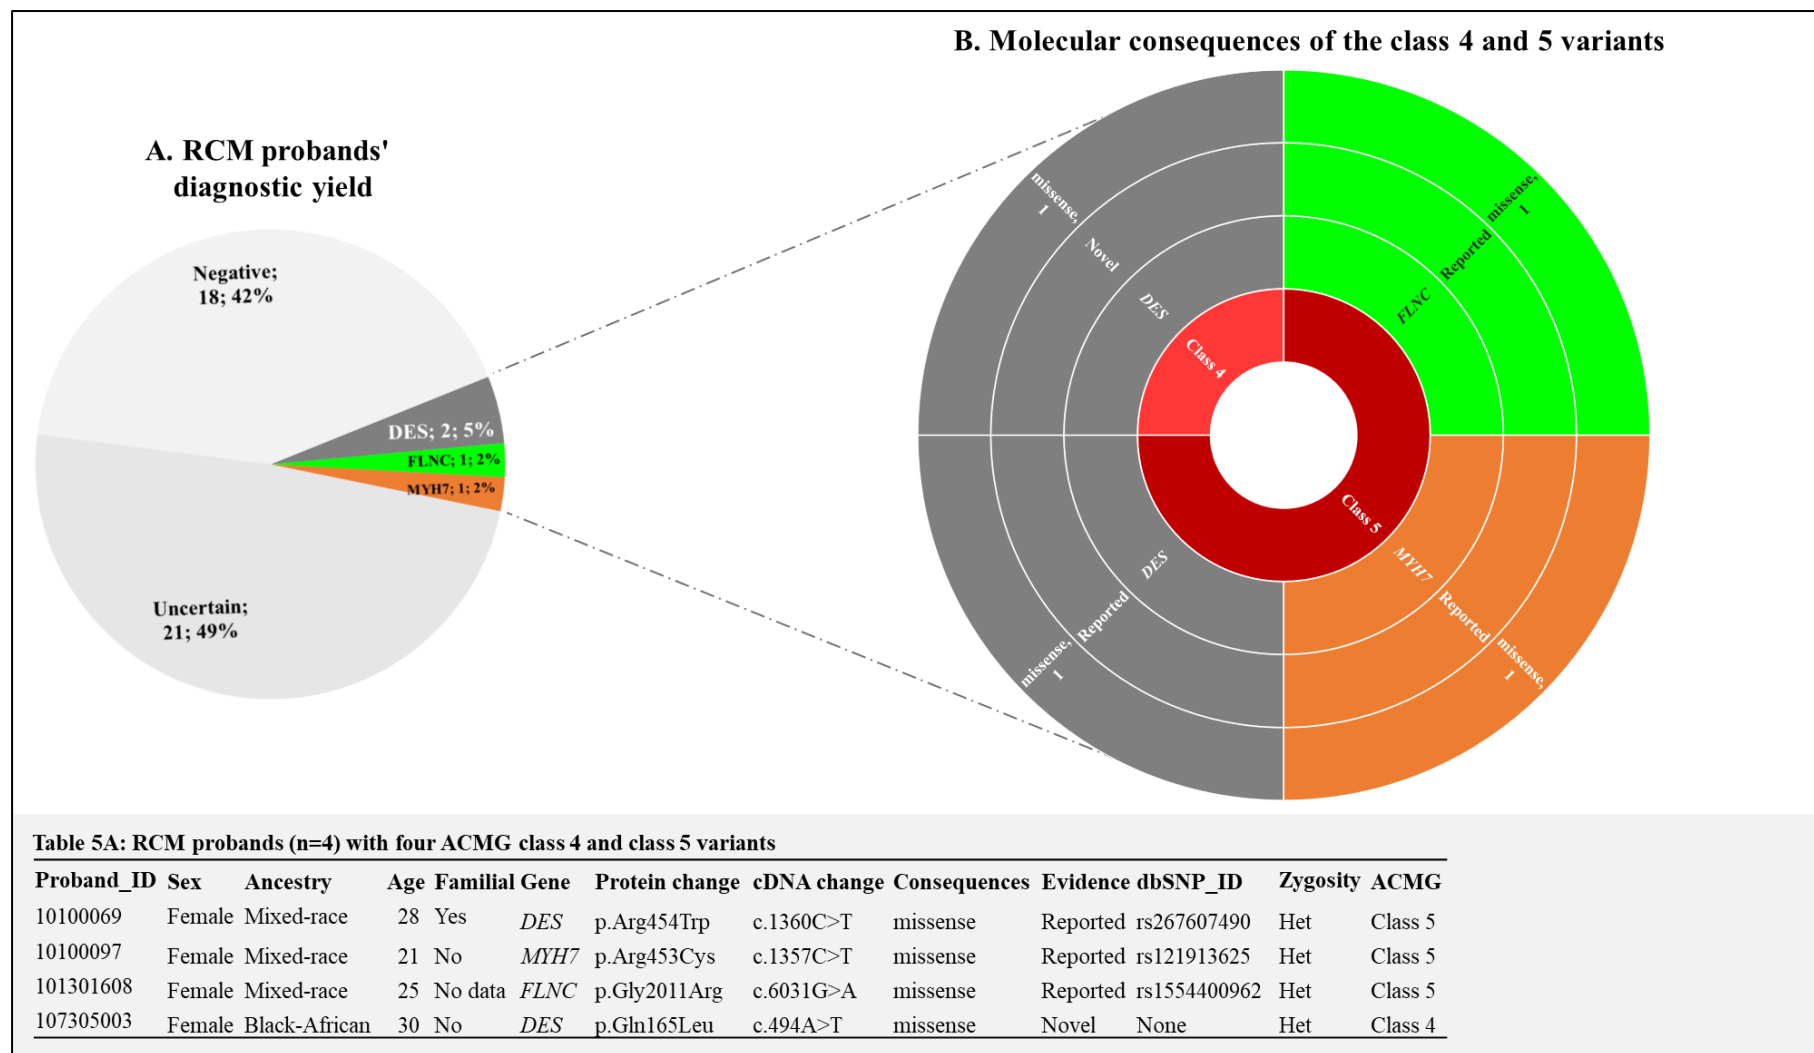 B. Molecular consequences of the class 4 and 5 variants
A. RCM probands'
diagnostic yield
Negative;
18; 42%
DES; 2; 5%
FLNC; 1; 2%
MYH7; 1; 2%
Uncertain;
21; 49%
missense,
1
Novel
DES
Class 4
missense,
1
Reported
FLNC
Class 5
MYH7
Reported
missense,
1
DES
Reported
missense,
1
Table 5A: RCM probands (n=4) with four ACMG class 4 and class 5 variants
Proband_ID Sex Ancestry Age Familial Gene Protein change cDNA change Consequences Evidence dbSNP_ID Zygosity ACMG
10100069 Female Mixed-race 28 Yes DES p.Arg454Trp c.1360C>T missense Reported rs267607490 Het Class 5
10100097 Female Mixed-race 21 No MYH7 p.Arg453Cys c.1357C>T missense Reported rs121913625 Het Class 5
101301608 Female Mixed-race 25 No data FLNC p.Gly2011Arg c.6031G>A missense Reported rs1554400962 Het Class 5
107305003 Female Black-African 30 No DES p.Gln165Leu c.494A>T missense Novel None Het Class 4